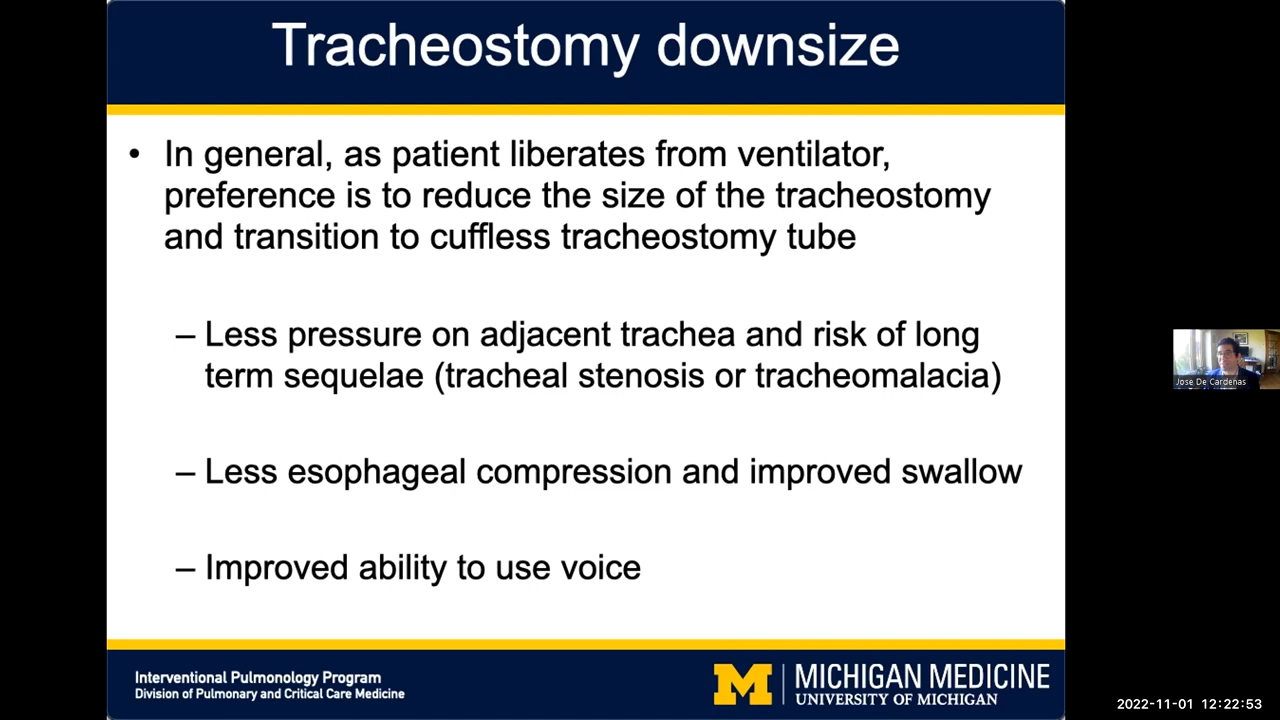 Tracheostomy downsize
• In general, as patient liberates from ventilator,
preference is to reduce the size of the tracheostomy
and transition to cuffless tracheostomy tube
– Less pressure on adjacent trachea and risk of long
term sequelae (tracheal stenosis or tracheomalacia)
– Less esophageal compression and improved swallow
– Improved ability to use voice
Jose De Cardenas
Interventional Pulmonology Program
Division of Pulmonary and Critical Care Medicine
M | MICHIGAN MEDICINE
UNIVERSITY OF MICHIGAN
2022-11-01 12:22:53